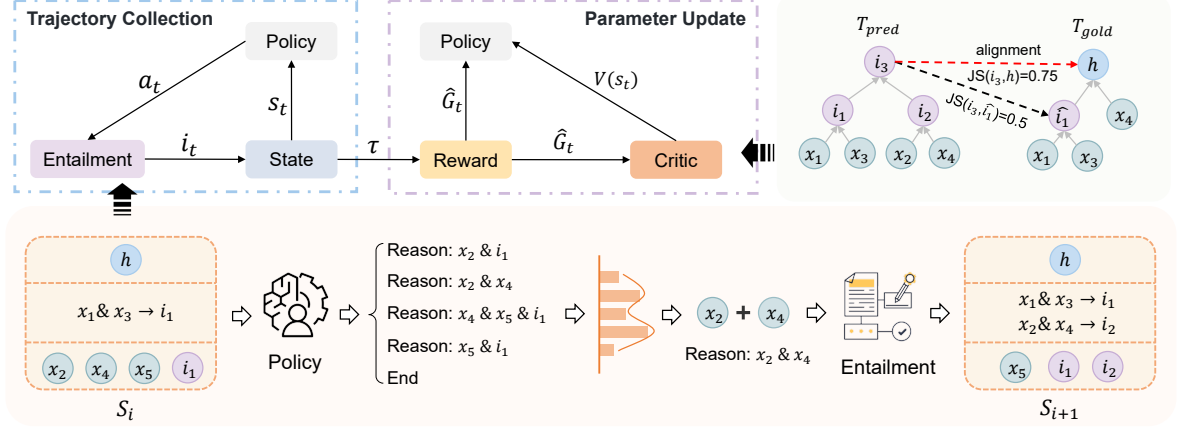 Trajectory Collection
Policy
a_t
s_t
Entailment
i_t
State
τ
Parameter Update
Policy
Ĝ_t
V(s_t)
Reward
Ĝ_t
Critic
T_pred
T_gold
alignment
i_3
h
JS(i_3,h)=0.75
JS(i_3,î_1)=0.5
i_1
i_2
î_1
x_4
x_1
x_3
x_2
x_4
x_1
x_3
h
x_1& x_3 → i_1
x_2
x_4
x_5
i_1
S_i
Policy
Reason: x_2 & i_1
Reason: x_2 & x_4
Reason: x_4 & x_5 & i_1
Reason: x_5 & i_1
End
x_2 + x_4
Reason: x_2 & x_4
Entailment
h
x_1& x_3 → i_1
x_2& x_4 → i_2
x_5
i_1
i_2
S_{i+1}